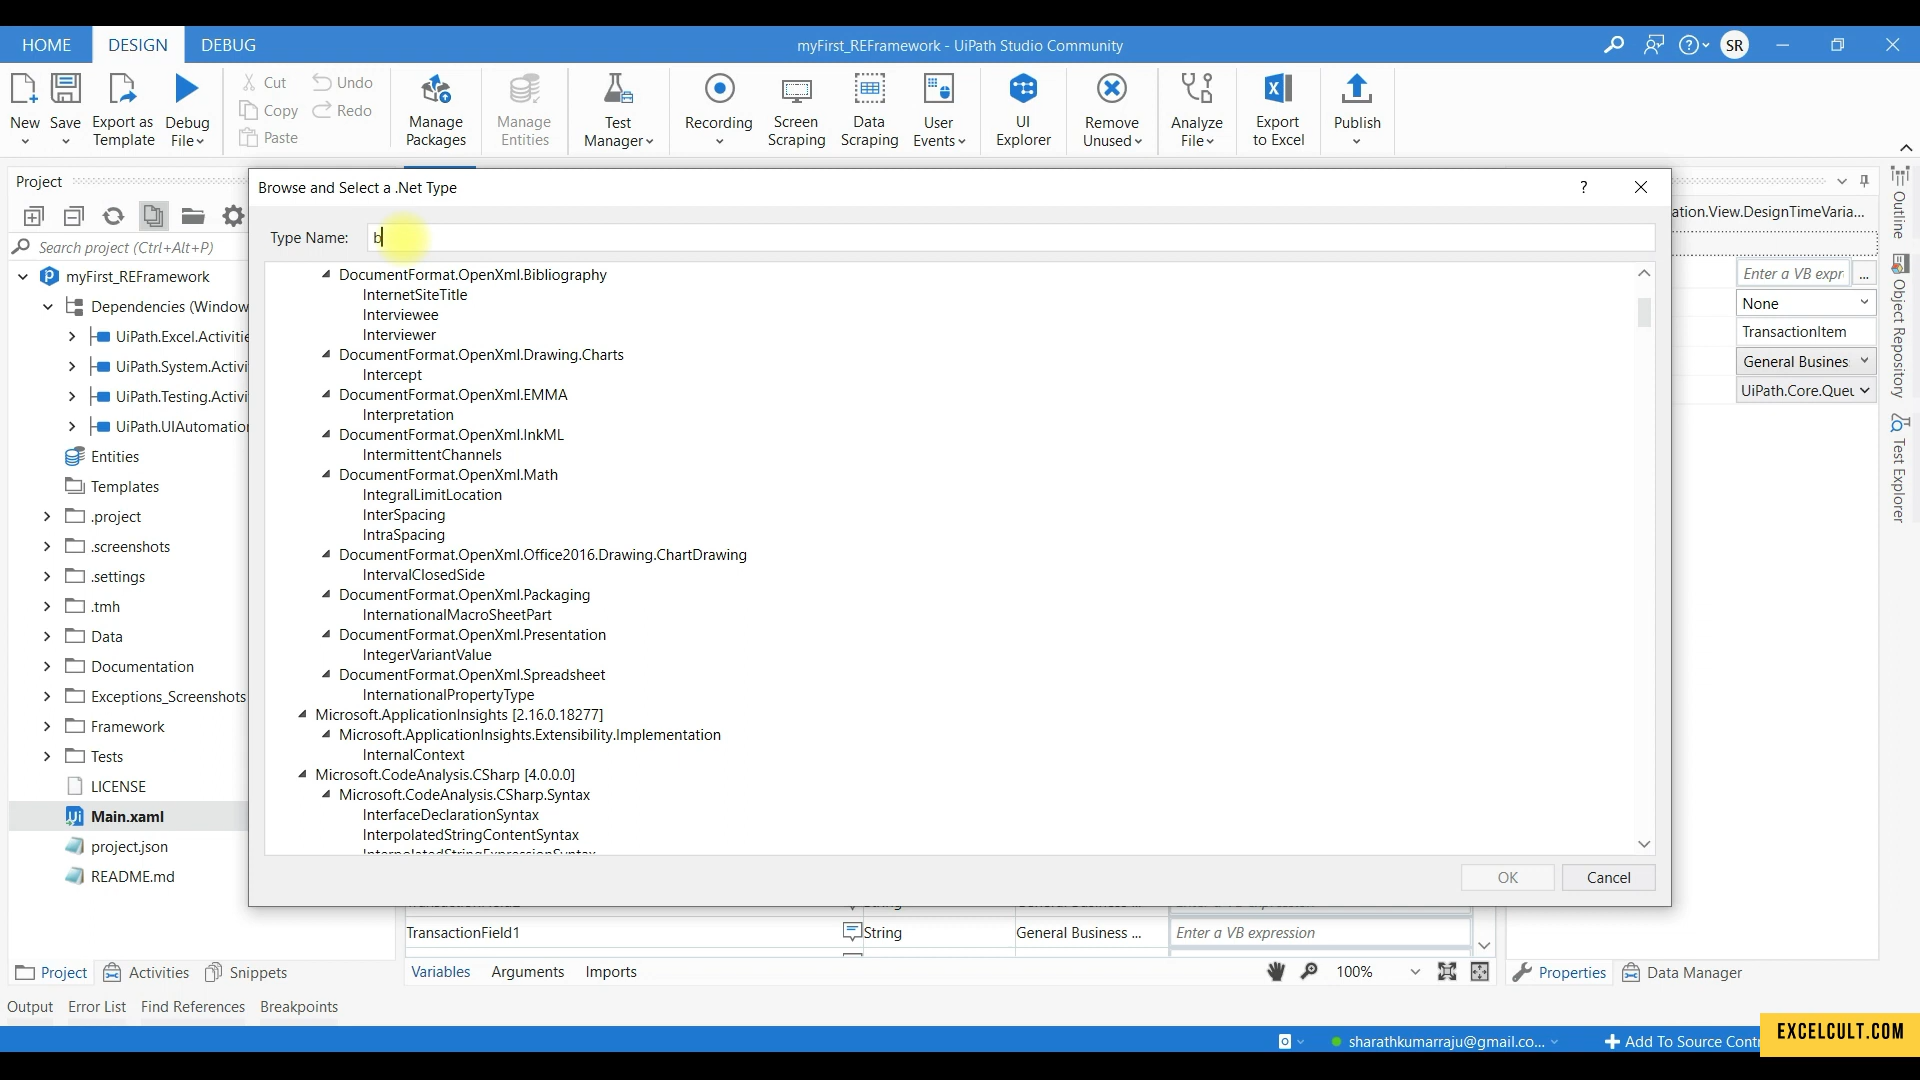 HOME
DESIGN
DEBUG
myFirst_REFramework - UiPath Studio Community
SR
New
Save
Export as Template
Debug File
Cut
Copy
Paste
Undo
Redo
Manage Packages
Manage Entities
Test Manager
Recording
Screen Scraping
Data Scraping
User Events
UI Explorer
Remove Unused
Analyze File
Export to Excel
Publish
Project
Search project (Ctrl+Alt+P)
myFirst_REFramework
Dependencies (Window
UiPath.Excel.Activitie
UiPath.System.Activi
UiPath.Testing.Activi
UiPath.UIAutomation
Entities
Templates
.project
.screenshots
.settings
.tmh
Data
Documentation
Exceptions_Screenshots
Framework
Tests
LICENSE
Main.xaml
project.json
README.md
Browse and Select a .Net Type
?
Type Name:
b
DocumentFormat.OpenXml.Bibliography
InternetSiteTitle
Interviewee
Interviewer
DocumentFormat.OpenXml.Drawing.Charts
Intercept
DocumentFormat.OpenXml.EMMA
Interpretation
DocumentFormat.OpenXml.InkML
IntermittentChannels
DocumentFormat.OpenXml.Math
IntegralLimitLocation
InterSpacing
IntraSpacing
DocumentFormat.OpenXml.Office2016.Drawing.ChartDrawing
IntervalClosedSide
DocumentFormat.OpenXml.Packaging
InternationalMacroSheetPart
DocumentFormat.OpenXml.Presentation
IntegerVariantValue
DocumentFormat.OpenXml.Spreadsheet
InternationalPropertyType
Microsoft.ApplicationInsights [2.16.0.18277]
Microsoft.ApplicationInsights.Extensibility.Implementation
InternalContext
Microsoft.CodeAnalysis.CSharp [4.0.0.0]
Microsoft.CodeAnalysis.CSharp.Syntax
InterfaceDeclarationSyntax
InterpolatedStringContentSyntax
InterpolatedStringExpressionSyntax
OK
Cancel
ation.View.DesignTimeVaria...
Enter a VB expr
...
None
TransactionItem
General Busines
UiPath.Core.Queu
Outline
Object Repository
Test Explorer
TransactionField1
String
General Business ...
Enter a VB expression
Project
Activities
Snippets
Variables
Arguments
Imports
100%
Properties
Data Manager
Output
Error List
Find References
Breakpoints
sharathkumarraju@gmail.co...
Add To Source Contr
EXCELCULT.COM